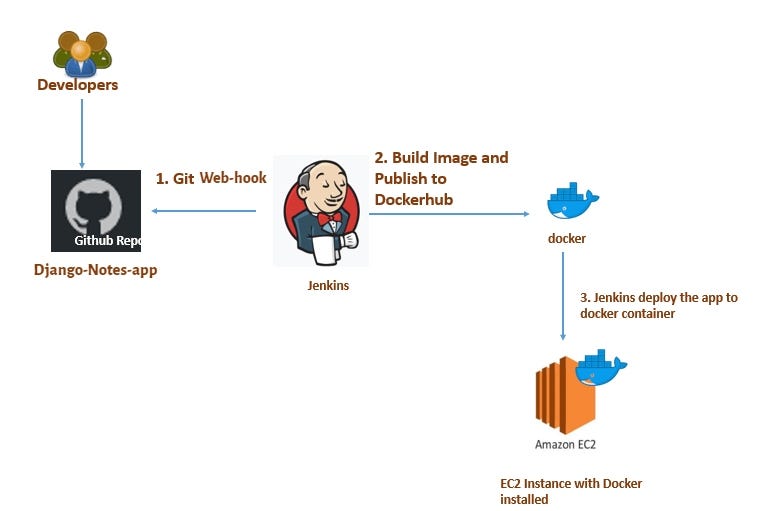 Developers
1. Git Web-hook
2. Build Image and
Publish to
Dockerhub
Github Repo
docker
Django-Notes-app
Jenkins
3. Jenkins deploy the app to
docker container
Amazon EC2
EC2 Instance with Docker
installed